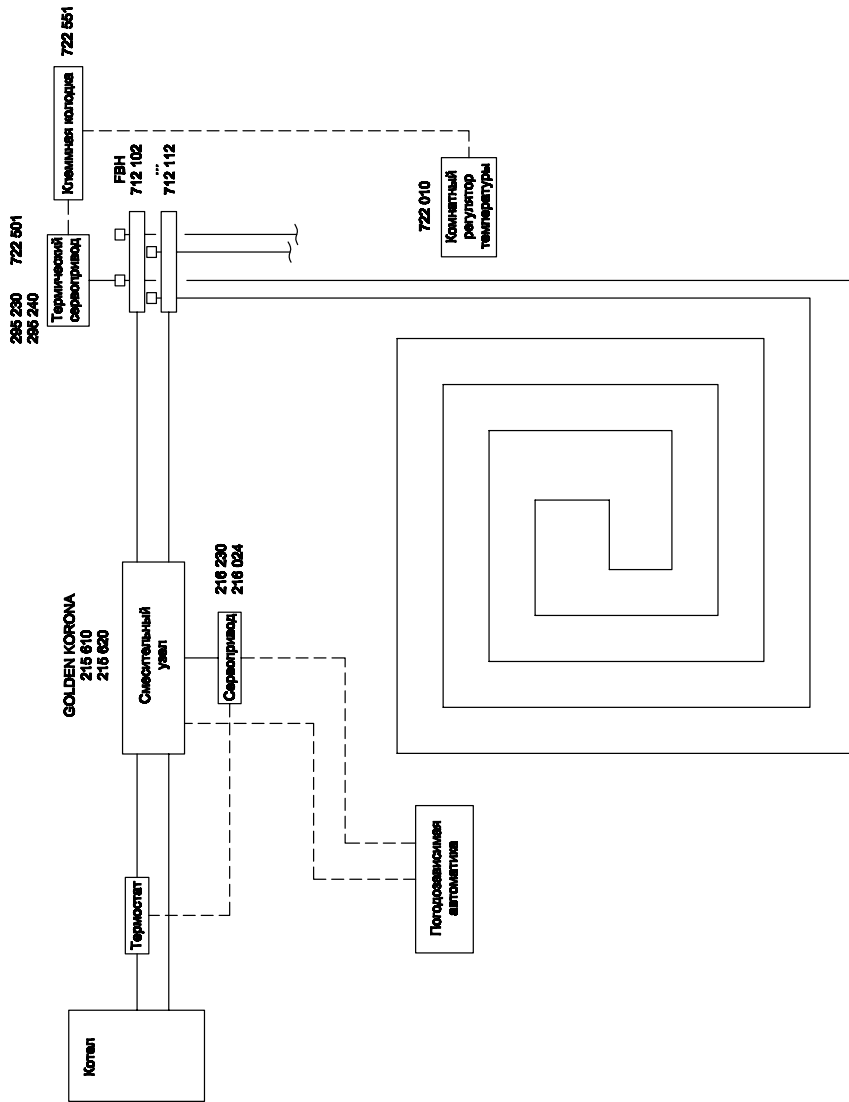 Котел
Термостат
GOLDEN KORONA
215 610
215 620
Смесительный
узел
Сервопривод
216 230
216 024
Погодозависимая
автоматика
295 230
295 240
722 501
Термический
сервопривод
Клеммная колодка
722 551
FBH
712 102
...
712 112
722 010
Комнатный
регулятор
температуры